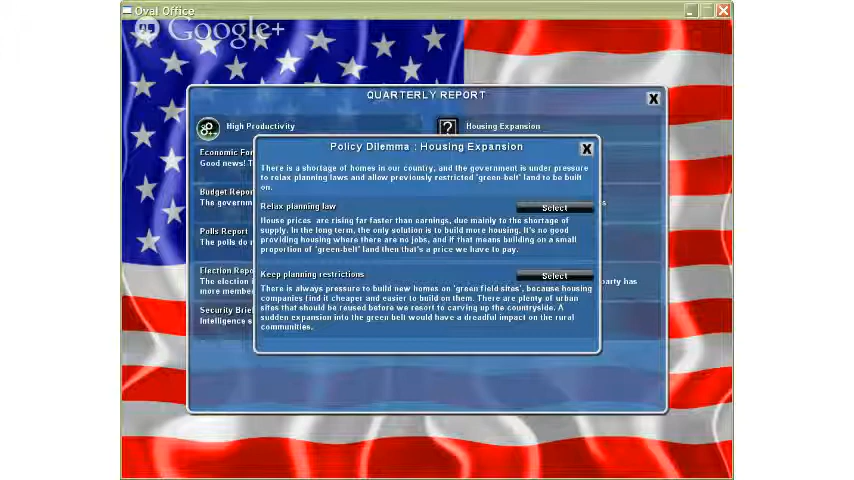 Oval Office
Google+
QUARTERLY REPORT
X
High Productivity
? Housing Expansion
Economic For
Good news! T
Budget Repor
The governm
Polls Report
The polls do
Election Repo
The election
more membe
party has
Security Brie
Intelligence s
Policy Dilemma : Housing Expansion
X
There is a shortage of homes in our country, and the government is under pressure
to relax planning laws and allow previously restricted 'green-belt' land to be built
on.
Relax planning law
Select
House prices are rising far faster than earnings, due mainly to the shortage of
supply. In the long term, the only solution is to build more housing. It's no good
providing housing where there are no jobs, and if that means building on a small
proportion of 'green-belt' land then that's a price we have to pay.
Keep planning restrictions
Select
There is always pressure to build new homes on 'green field sites', because housing
companies find it cheaper and easier to build on them. There are plenty of urban
sites that should be reused before we resort to carving up the countryside. A
sudden expansion into the green belt would have a dreadful impact on the rural
communities.